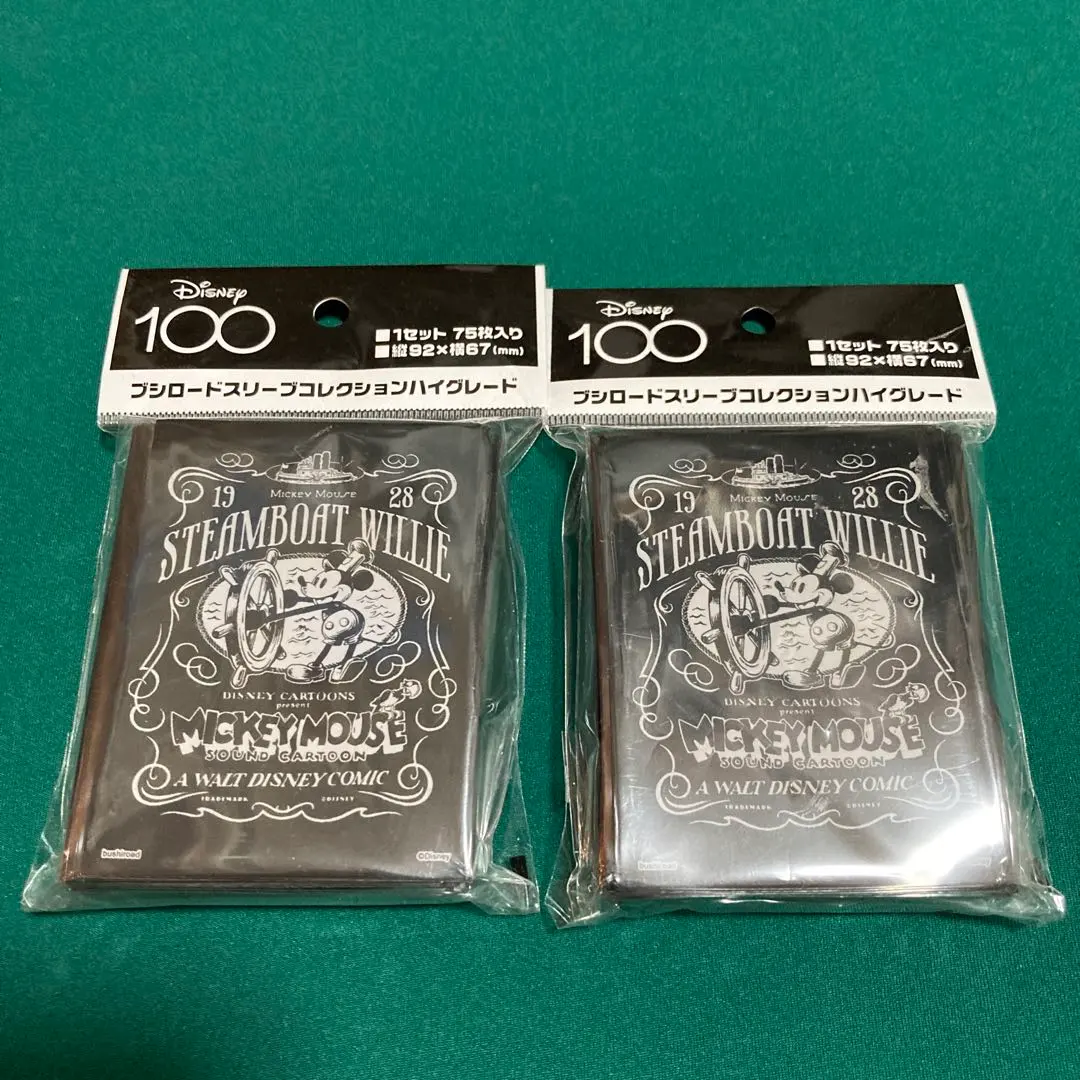 Disney
100
■1セット 75枚入り
■縦92×横67(mm)
ブシロードスリーブコレクションハイグレード
19 28
Mickey Mouse
STEAMBOAT WILLIE
DISNEY CARTOONS
present
MICKEY MOUSE
SOUND CARTOON
A WALT DISNEY COMIC
TRADEMARK ©DISNEY
bushiroad
©Disney
Disney
100
■1セット 75枚入り
■縦92×横67(mm)
ブシロードスリーブコレクションハイグレード
19 28
Mickey Mouse
STEAMBOAT WILLIE
DISNEY CARTOONS
present
MICKEY MOUSE
SOUND CARTOON
A WALT DISNEY COMIC
TRADEMARK ©DISNEY
bushiroad